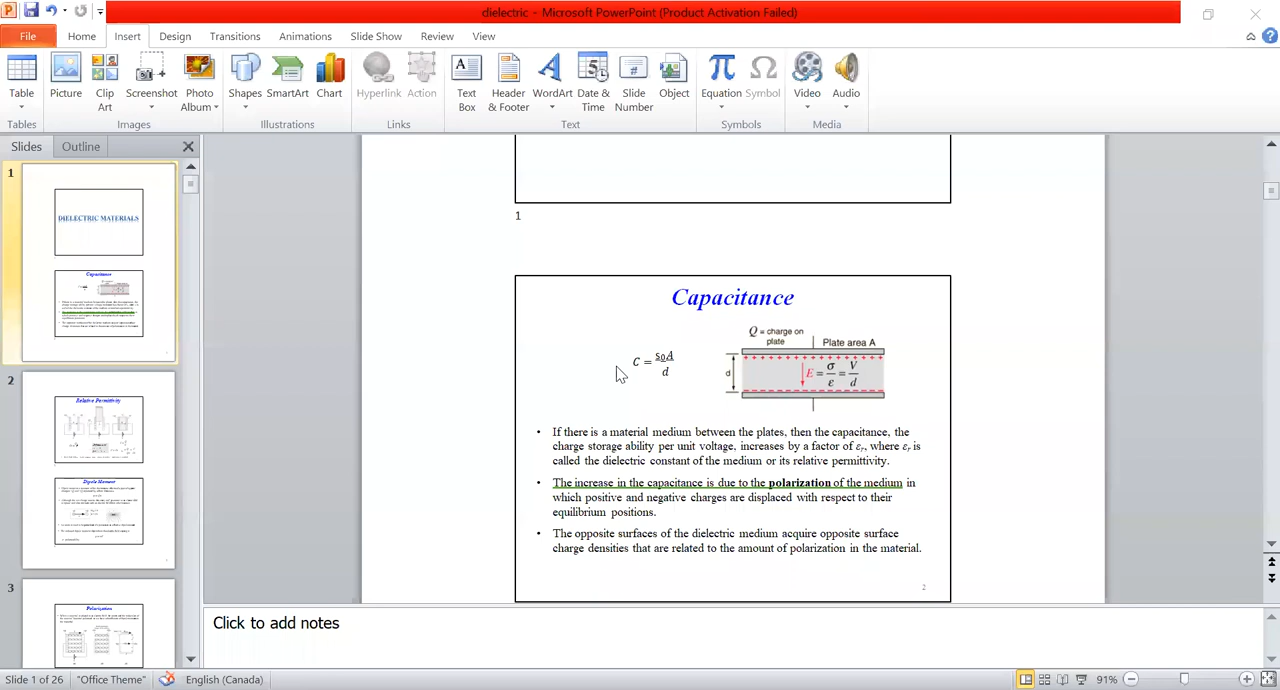 dielectric - Microsoft PowerPoint (Product Activation Failed)
File Home Insert Design Transitions Animations Slide Show Review View
Table Picture Clip Art Screenshot Photo Album Shapes SmartArt Chart Hyperlink Action Text Box Header & Footer WordArt Date & Time Slide Number Object Equation Symbol Video Audio
Tables Images Illustrations Links Text Symbols Media
Slides Outline
1
DIELECTRIC MATERIALS
Capacitance
2
Relative Permittivity
Dipole Moment
3
Polarization
1
Capacitance
C = ε0A
d
Q = charge on
plate
Plate area A
d
E = σ/ε = V/d
• If there is a material medium between the plates, then the capacitance, the
charge storage ability per unit voltage, increases by a factor of εr, where εr is
called the dielectric constant of the medium or its relative permittivity.
• The increase in the capacitance is due to the polarization of the medium in
which positive and negative charges are displaced with respect to their
equilibrium positions.
• The opposite surfaces of the dielectric medium acquire opposite surface
charge densities that are related to the amount of polarization in the material.
2
Click to add notes
Slide 1 of 26 "Office Theme" English (Canada) 91%